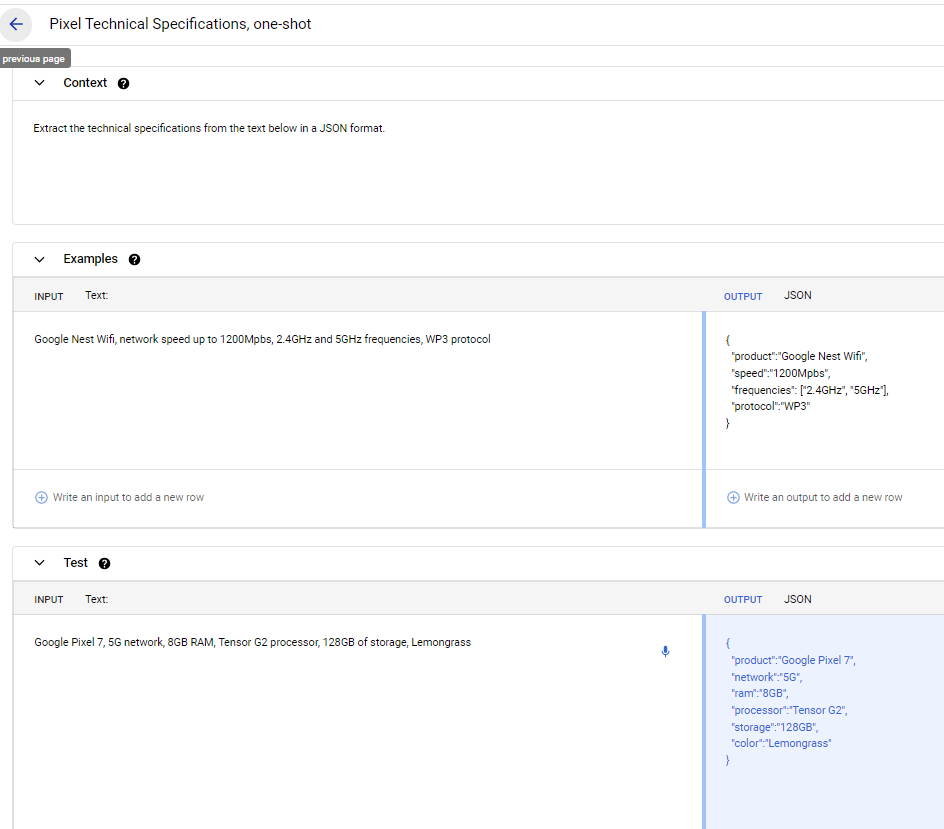 Pixel Technical Specifications, one-shot
previous page
Context ?
Extract the technical specifications from the text below in a JSON format.
Examples ?
INPUT Text: OUTPUT JSON
Google Nest Wifi, network speed up to 1200Mpbs, 2.4GHz and 5GHz frequencies, WP3 protocol
{
"product":"Google Nest Wifi",
"speed":"1200Mpbs",
"frequencies": ["2.4GHz", "5GHz"],
"protocol":"WP3"
}
Write an input to add a new row
Write an output to add a new row
Test ?
INPUT Text: OUTPUT JSON
Google Pixel 7, 5G network, 8GB RAM, Tensor G2 processor, 128GB of storage, Lemongrass
{
"product":"Google Pixel 7",
"network":"5G",
"ram":"8GB",
"processor":"Tensor G2",
"storage":"128GB",
"color":"Lemongrass"
}